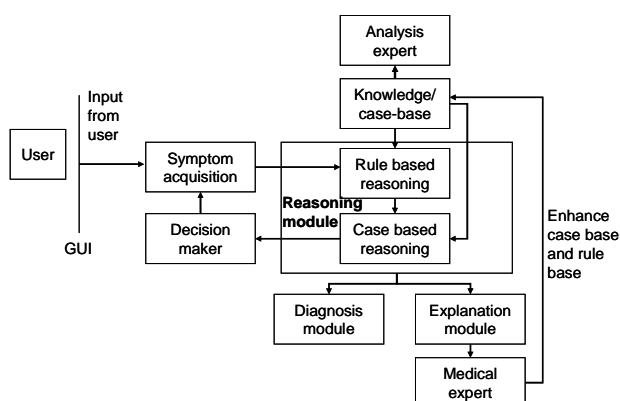 Analysis
expert
Input
from
user
Knowledge/
case-base
User
Symptom
acquisition
Rule based
reasoning
Reasoning
module
GUI
Decision
maker
Case based
reasoning
Enhance
case base
and rule
base
Diagnosis
module
Explanation
module
Medical
expert